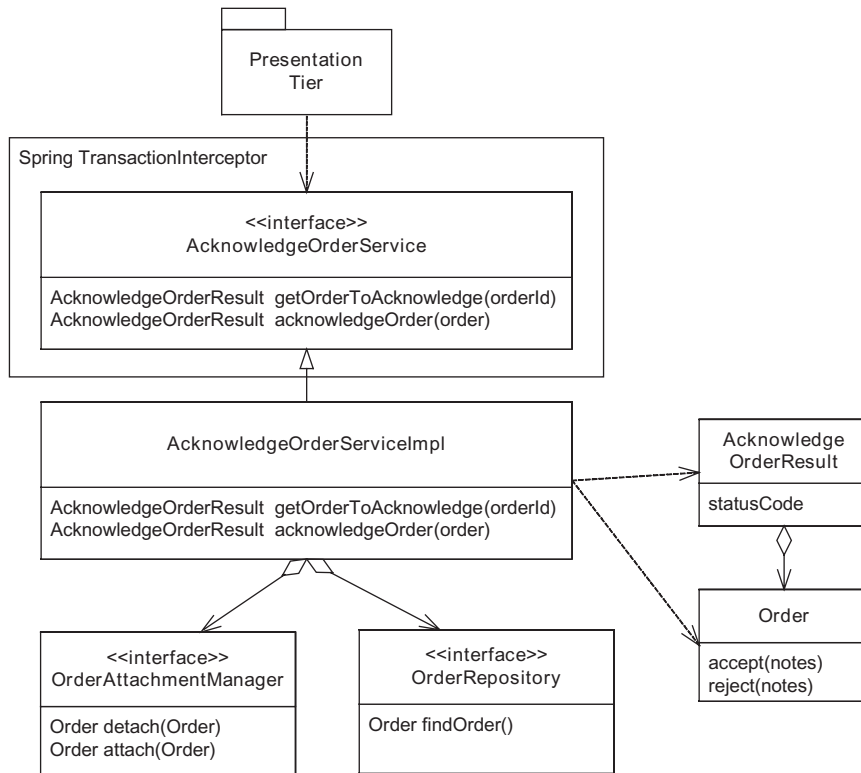 Presentation
Tier
Spring TransactionInterceptor
<<interface>>
AcknowledgeOrderService
AcknowledgeOrderResult getOrderToAcknowledge(orderId)
AcknowledgeOrderResult acknowledgeOrder(order)
AcknowledgeOrderServiceImpl
AcknowledgeOrderResult getOrderToAcknowledge(orderId)
AcknowledgeOrderResult acknowledgeOrder(order)
Acknowledge
OrderResult
statusCode
Order
accept(notes)
reject(notes)
<<interface>>
OrderAttachmentManager
Order detach(Order)
Order attach(Order)
<<interface>>
OrderRepository
Order findOrder()